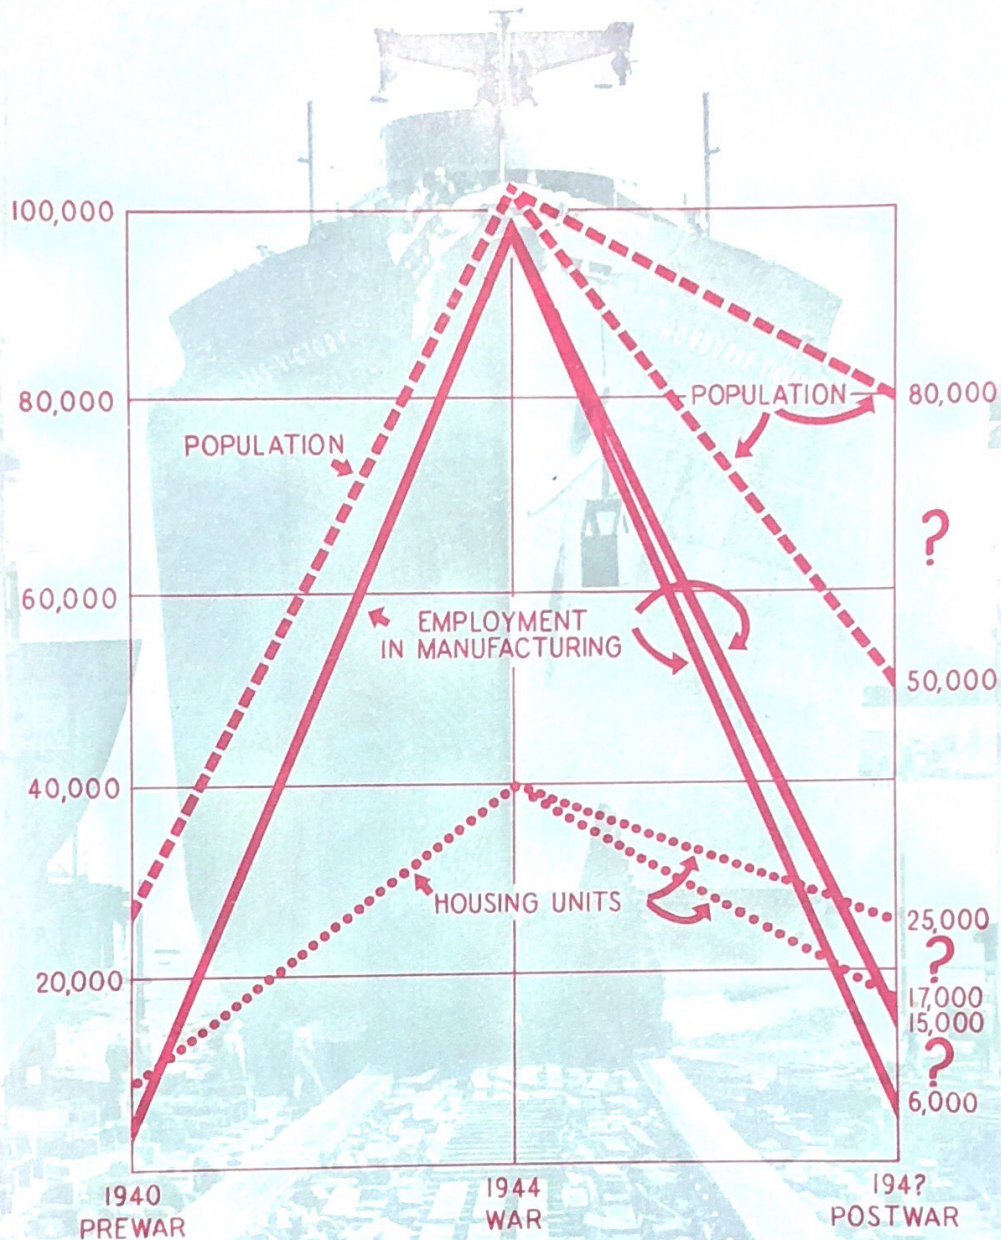 100,000
80,000
60,000
40,000
20,000
POPULATION
POPULATION
EMPLOYMENT
IN MANUFACTURING
HOUSING UNITS
80,000
?
50,000
25,000
?
17,000
15,000
?
6,000
1940
PREWAR
1944
WAR
194?
POSTWAR